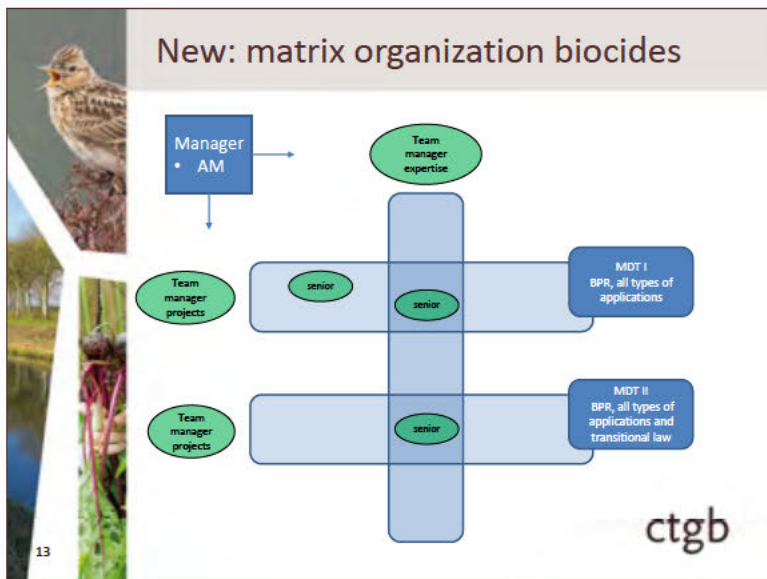 New: matrix organization biocides
Manager
• AM
Team
manager
expertise
Team
manager
projects
senior
senior
MDT I
BPR, all types of
applications
Team
manager
projects
senior
MDT II
BPR, all types of
applications and
transitional law
13
ctgb